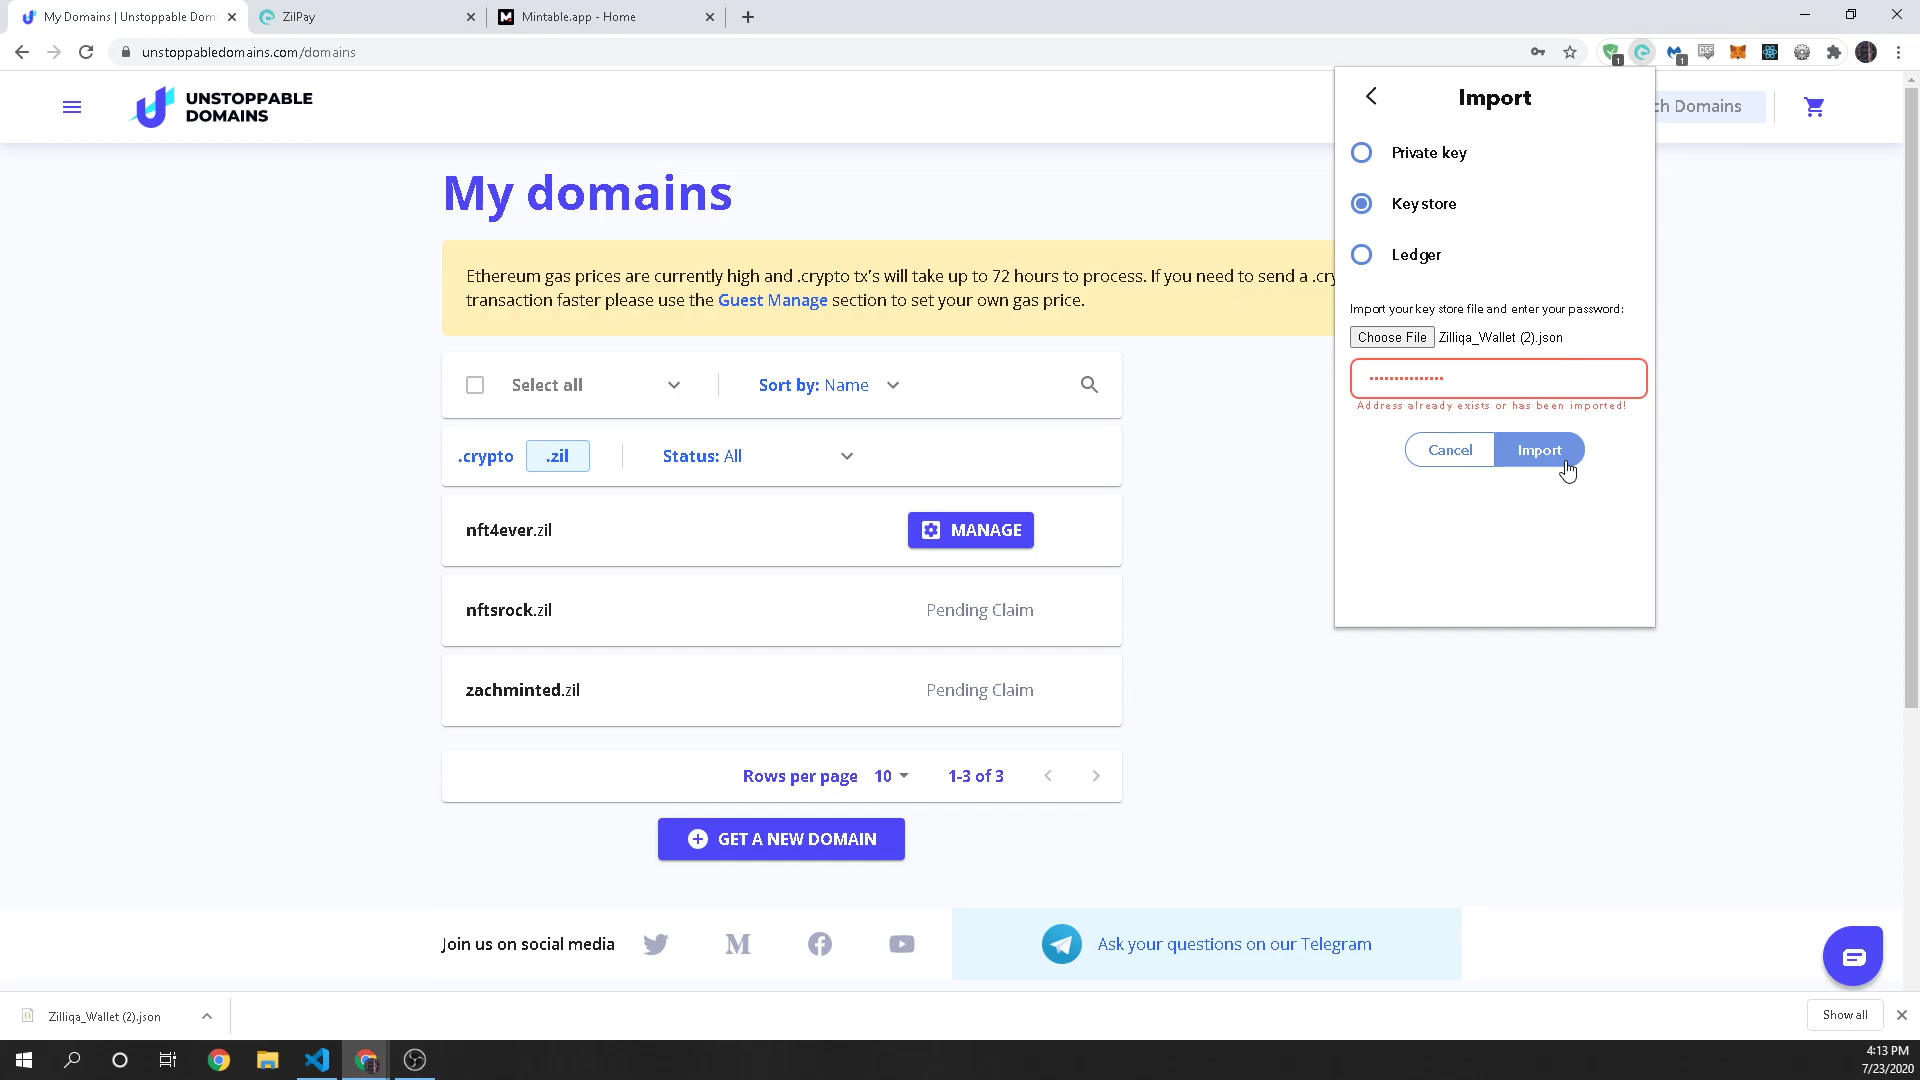 My Domains | Unstoppable Dom
ZilPay
Mintable.app - Home
unstoppabledomains.com/domains
1
1
UNSTOPPABLE
DOMAINS
ch Domains
Import
Private key
Key store
Ledger
Import your key store file and enter your password:
Choose File Zilliqa_Wallet (2).json
Address already exists or has been imported!
Cancel
Import
My domains
Ethereum gas prices are currently high and .crypto tx's will take up to 72 hours to process. If you need to send a .cry
transaction faster please use the Guest Manage section to set your own gas price.
Select all
Sort by: Name
.crypto
.zil
Status: All
nft4ever.zil
MANAGE
nftsrock.zil
Pending Claim
zachminted.zil
Pending Claim
Rows per page 10
1-3 of 3
GET A NEW DOMAIN
Join us on social media
Ask your questions on our Telegram
Zilliqa_Wallet (2).json
Show all
4:13 PM
7/23/2020